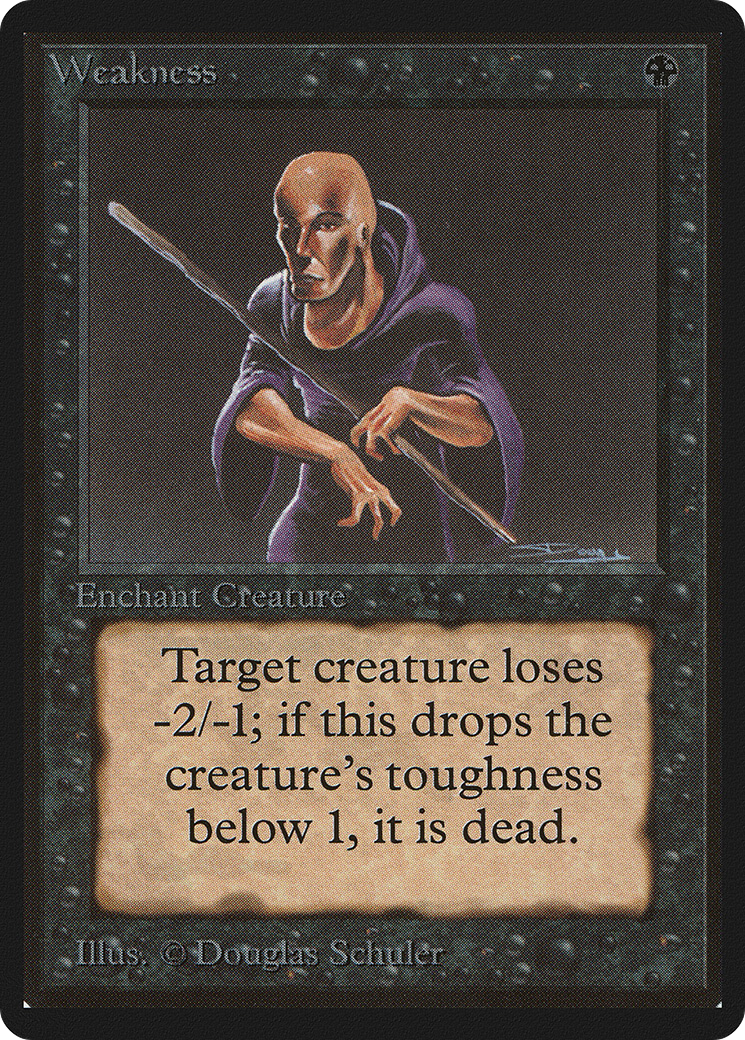 Weakness
Doug
Enchant Creature
Target creature loses
-2/-1; if this drops the
creature's toughness
below 1, it is dead.
Illus. © Douglas Schuler